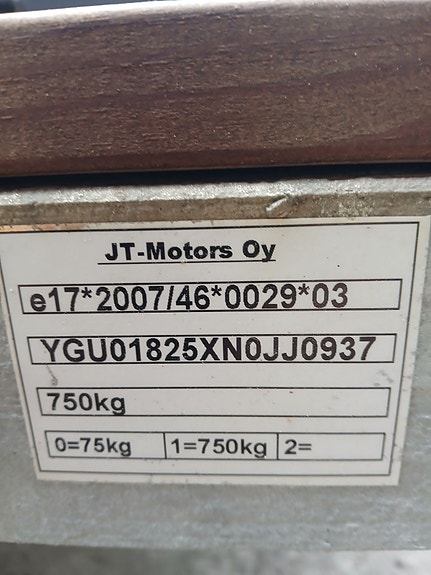 JT-Motors Oy
e17*2007/46*0029*03
YGU01825XN0JJ0937
750kg
0=75kg 1=750kg 2=